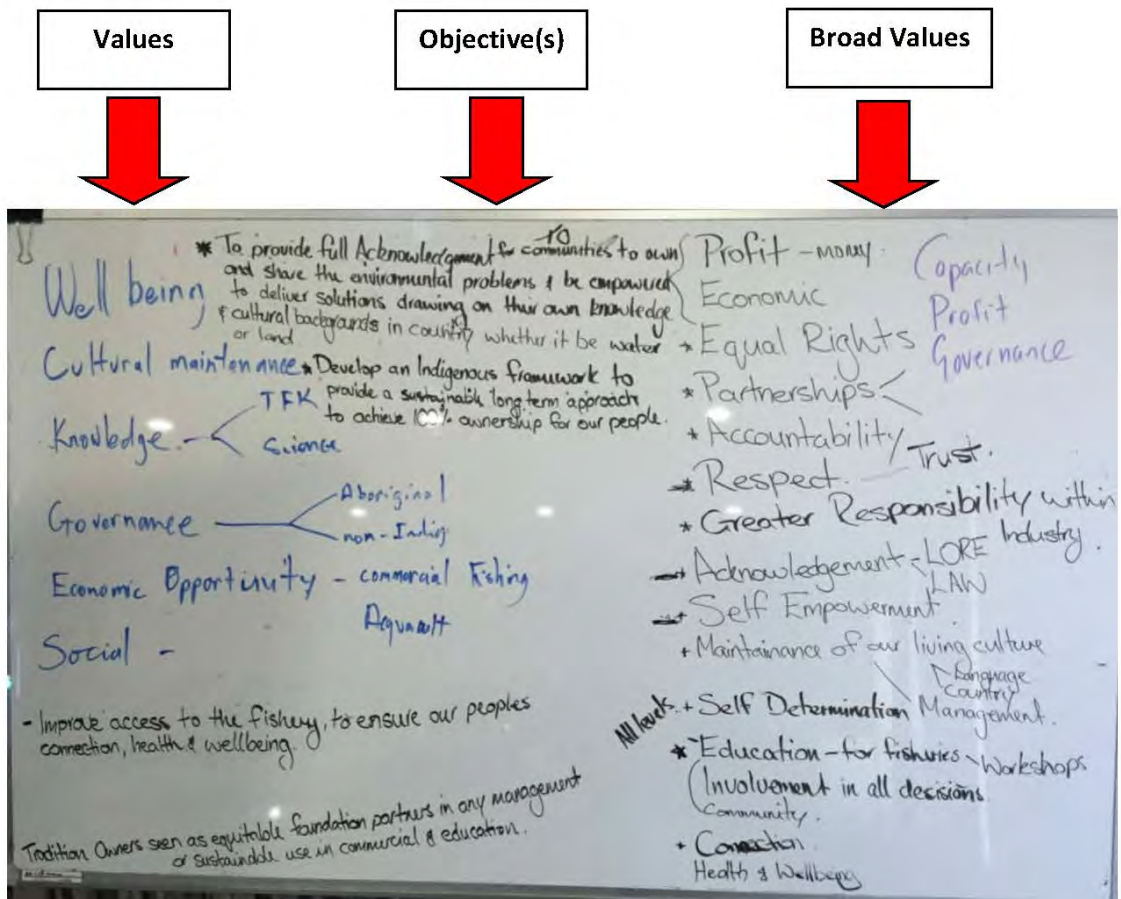 Values
Objective(s)
Broad Values
Well being
Cultural maintenance
Knowledge - TFK
Science
Governance - Aboriginal
non-Indig
Economic Opportunity - commercial Fishing
Aquacult
Social -
* To provide full Acknowledgment for communities to own
TO
and share the environmental problems & be empowered
to deliver solutions drawing on their own knowledge
& cultural backgrounds in country whether it be water
or land
* Develop an Indigenous framework to
provide a sustainable long term approach
to achieve 100% ownership for our people.
- Improve access to the fishery, to ensure our peoples
connection, health & wellbeing.
Tradition Owners seen as equitable foundation partners in any management
or sustainable use in commercial & education.
Profit - money.
Economic
* Equal Rights
* Partnerships
* Accountability
Respect. Trust.
* Greater Responsibility within
Industry.
Acknowledgement - LORE
LAW
Self Empowerment
+ Maintainance of our living culture
Language
Country
Management.
All levels. + Self Determination
* Education - for fisheries - Workshops
Involvement in all decisions.
Community.
+ Connection
Health & Wellbeing
Capacity
Profit
Governance